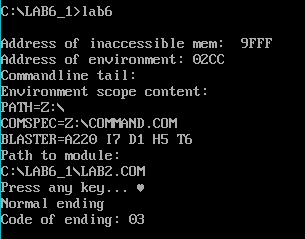 C:\LAB6_1>lab6
Address of inaccessible mem:  9FFF
Address of environment: 02CC
Commandline tail:
Environment scope content:
PATH=Z:\
COMSPEC=Z:\COMMAND.COM
BLASTER=A220 I7 D1 H5 T6
Path to module:
C:\LAB6_1\LAB2.COM
Press any key... ♥
Normal ending
Code of ending: 03